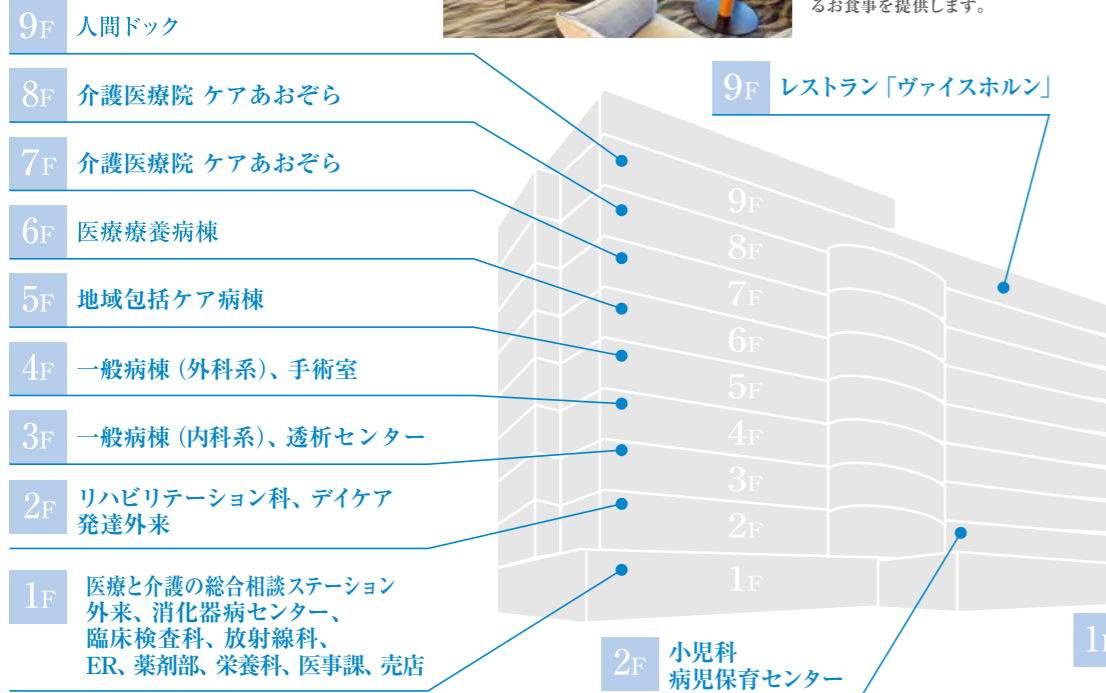 るお食事を提供します。
9F 人間ドック
8F 介護医療院 ケアあおぞら
7F 介護医療院 ケアあおぞら
6F 医療療養病棟
5F 地域包括ケア病棟
4F 一般病棟（外科系）、手術室
3F 一般病棟（内科系）、透析センター
2F リハビリテーション科、デイケア
発達外来
1F 医療と介護の総合相談ステーション
外来、消化器病センター、
臨床検査科、放射線科、
ER、薬剤部、栄養科、医事課、売店
9F レストラン「ヴァイスホルン」
9F
8F
7F
6F
5F
4F
3F
2F
1F
2F 小児科
病児保育センター